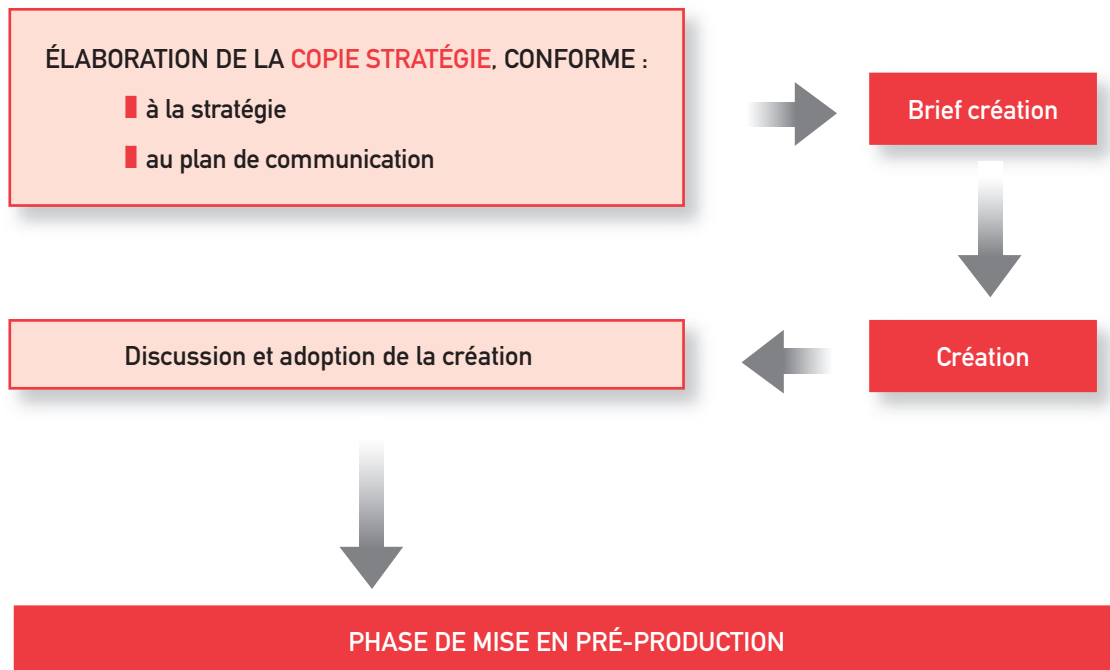 ÉLABORATION DE LA COPIE STRATÉGIE, CONFORME :
à la stratégie
au plan de communication
Brief création
Création
Discussion et adoption de la création
PHASE DE MISE EN PRÉ-PRODUCTION